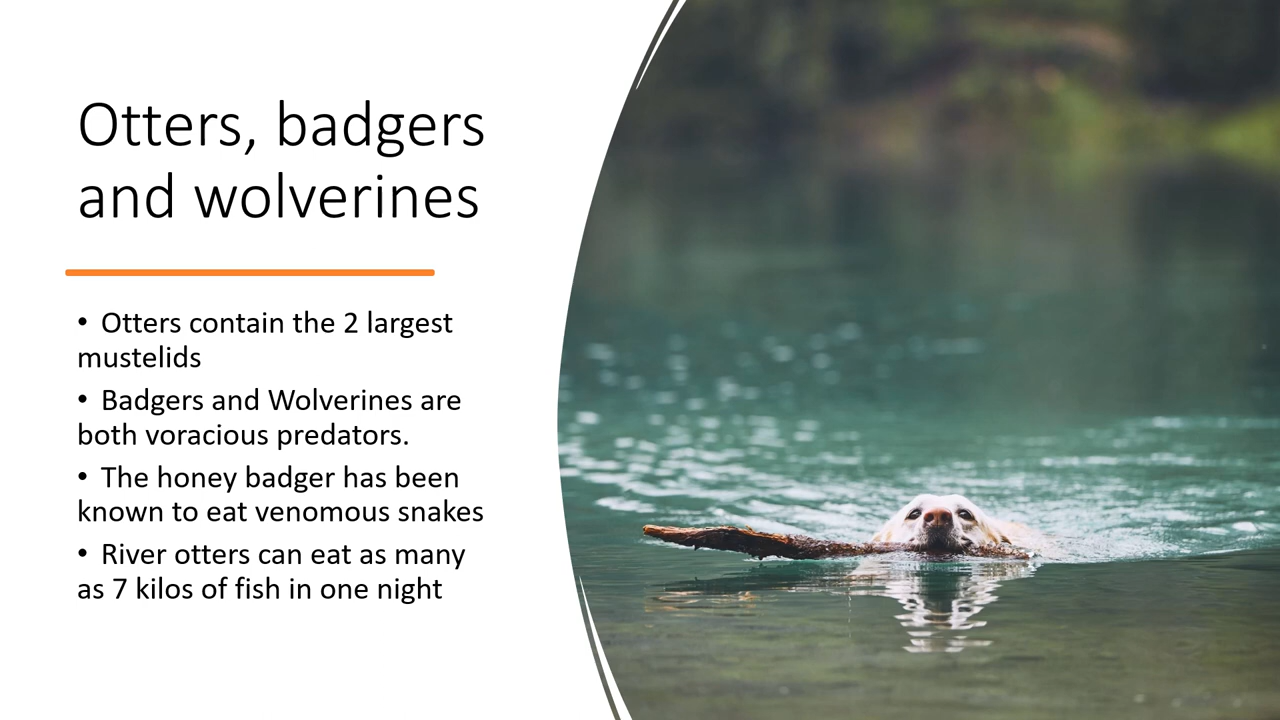 Otters, badgers
and wolverines
• Otters contain the 2 largest
mustelids
• Badgers and Wolverines are
both voracious predators.
• The honey badger has been
known to eat venomous snakes
• River otters can eat as many
as 7 kilos of fish in one night